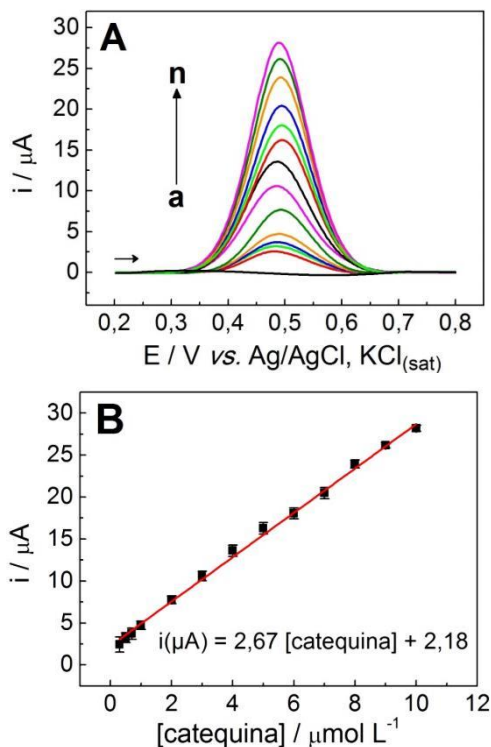 A
30
25
20
15
10
5
0
i / μA
n
a
0,2 0,3 0,4 0,5 0,6 0,7 0,8
E / V vs. Ag/AgCl, KCl(sat)
B
30
25
20
15
10
5
0
i / μA
i(μA) = 2,67 [catequina] + 2,18
0 2 4 6 8 10 12
[catequina] / μmol L⁻¹